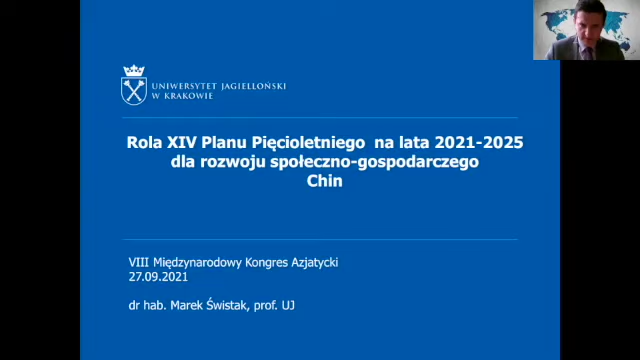 UNIWERSYTET JAGIELLOŃSKI
W KRAKOWIE
Rola XIV Planu Pięcioletniego na lata 2021-2025
dla rozwoju społeczno-gospodarczego
Chin
VIII Międzynarodowy Kongres Azjatycki
27.09.2021
dr hab. Marek Świstak, prof. UJ